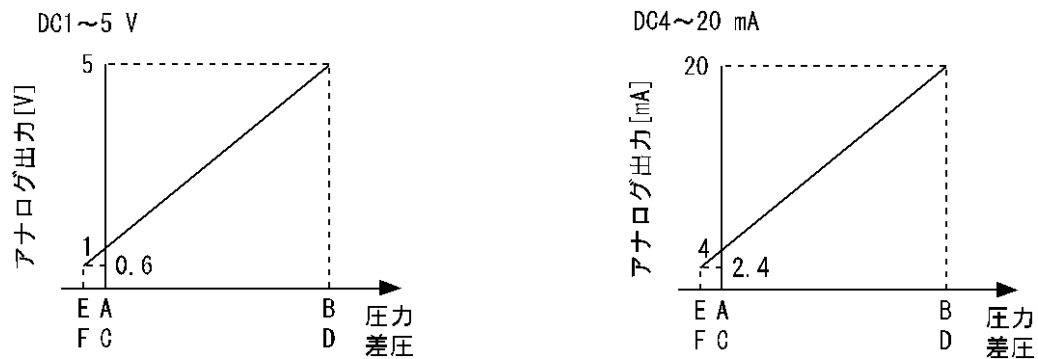 DC1～5 V
アナログ出力[V]
5
1
0.6
E A B 圧力
F C D 差圧
DC4～20 mA
アナログ出力[mA]
20
4
2.4
E A B 圧力
F C D 差圧